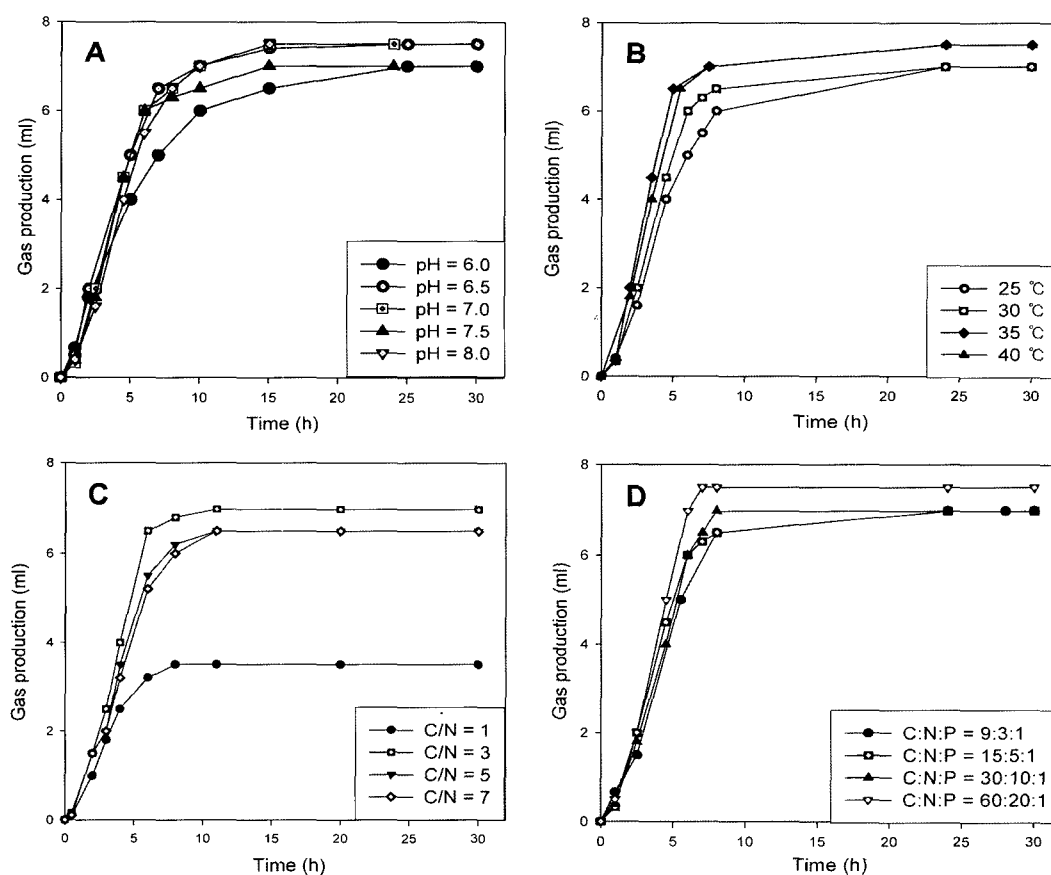 A
Gas production (ml)
8
6
4
2
0
pH = 6.0
pH = 6.5
pH = 7.0
pH = 7.5
pH = 8.0
0 5 10 15 20 25 30
Time (h)
B
Gas production (ml)
8
6
4
2
0
25 ℃
30 ℃
35 ℃
40 ℃
0 5 10 15 20 25 30
Time (h)
C
Gas production (ml)
8
6
4
2
0
C/N = 1
C/N = 3
C/N = 5
C/N = 7
0 5 10 15 20 25 30
Time (h)
D
Gas production (ml)
8
6
4
2
0
C:N:P = 9:3:1
C:N:P = 15:5:1
C:N:P = 30:10:1
C:N:P = 60:20:1
0 5 10 15 20 25 30
Time (h)